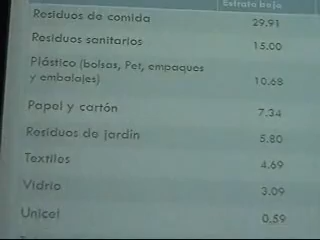 Estrato bajo
Residuos de comida 29.91
Residuos sanitarios 15.00
Plástico (bolsas, Pet, empaques
y embalajes) 10.68
Papel y cartón 7.34
Residuos de jardín 5.80
Textiles 4.69
Vidrio 3.09
Unicel 0.59